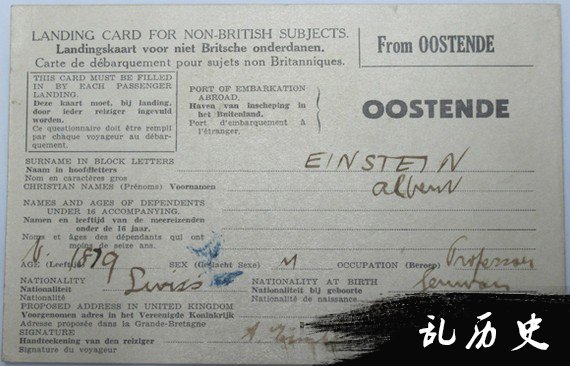 LANDING CARD FOR NON-BRITISH SUBJECTS.
Landingskaart voor niet Britsche onderdanen.
Carte de débarquement pour sujets non Britanniques.
From OOSTENDE
THIS CARD MUST BE FILLED
IN BY EACH PASSENGER
LANDING.
Deze kaart moet, bij landing,
door ieder reiziger ingevuld
worden.
Ce questionnaire doit être rempli
par chaque voyageur au débar-
quement.
PORT OF EMBARKATION
ABROAD.
Haven van inscheping in
het Buitenland.
Port d'embarquement à
l'étranger.
OOSTENDE
SURNAME IN BLOCK LETTERS EINSTEIN
Naam in hoofdletters
Nom en caractères gros
CHRISTIAN NAMES (Prénoms) Voornamen Albert
NAMES AND AGES OF DEPENDENTS
UNDER 16 ACCOMPANYING.
Namen en leeftijd van de meereizenden
onder de 16 jaar.
Noms et âges des dépendants qui ont
moins de seize ans.
AGE (Leeftijd) 1879 SEX (Geslacht Sexe) M OCCUPATION (Beroep) Professor
NATIONALITY Swiss NATIONALITY AT BIRTH German
Nationaliteit Nationaliteit bij geboorte
Nationalité Nationalité de naissance
PROPOSED ADDRESS IN UNITED KINGDOM
Voorgenomen adres in het Vereenigde Koninkrijk
Adresse proposée dans la Grande-Bretagne
SIGNATURE A.
Handteekening van den reiziger
Signature du voyageur
乱历史